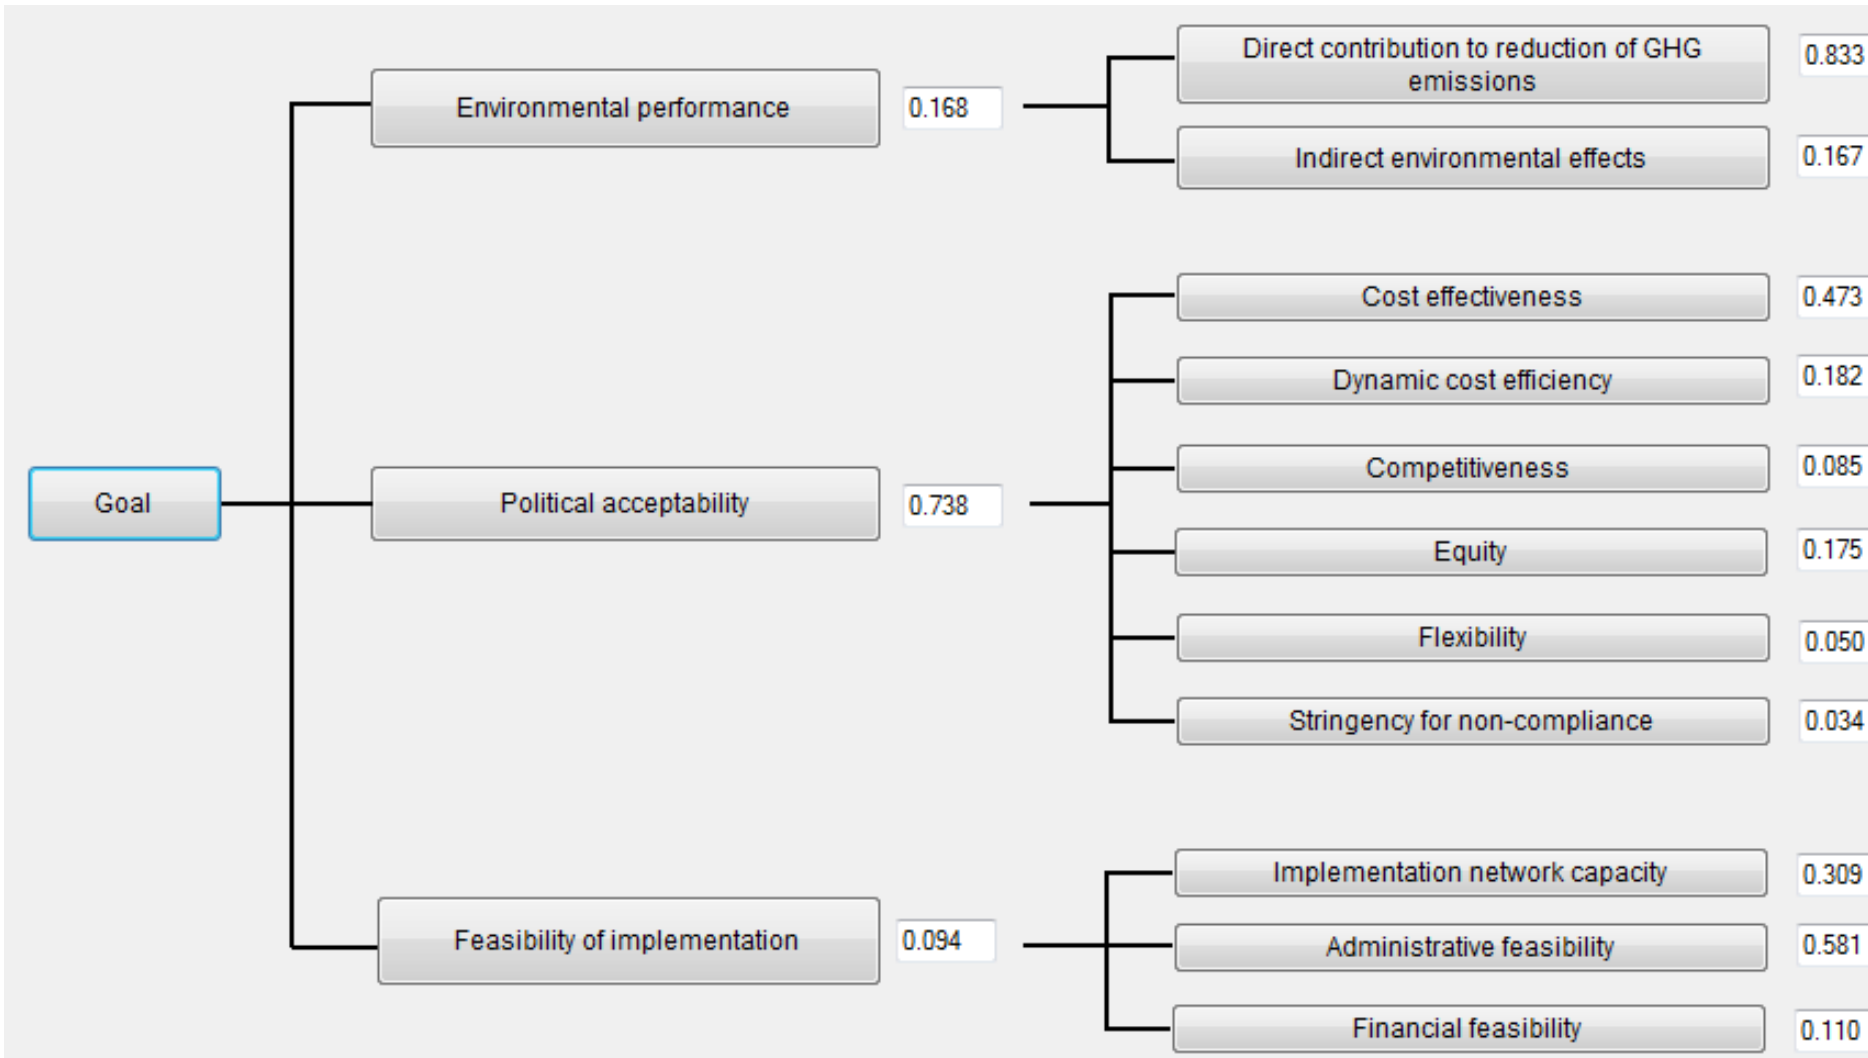 Direct contribution to reduction of GHG
emissions
0.833
Environmental performance
0.168
Indirect environmental effects
0.167
Cost effectiveness
0.473
Dynamic cost efficiency
0.182
Competitiveness
0.085
Goal
Political acceptability
0.738
Equity
0.175
Flexibility
0.050
Stringency for non-compliance
0.034
Implementation network capacity
0.309
Feasibility of implementation
0.094
Administrative feasibility
0.581
Financial feasibility
0.110